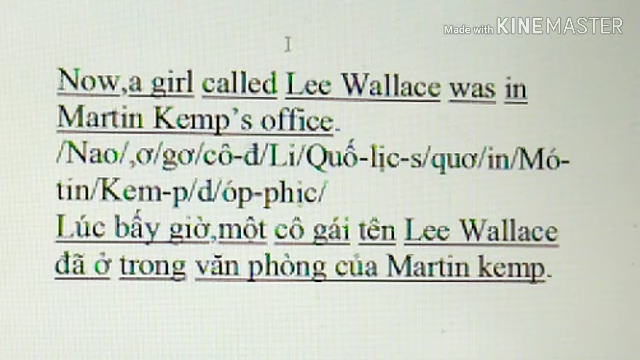 Made with KINEMASTER
Now,a girl called Lee Wallace was in
Martin Kemp’s office.
/Nao/,ơ/gơ/cô-đ/Li/Quố-lịc-s/quơ/in/Mó-
tin/Kem-p/d/óp-phịc/
Lúc bấy giờ,một cô gái tên Lee Wallace
đã ở trong văn phòng của Martin kemp.